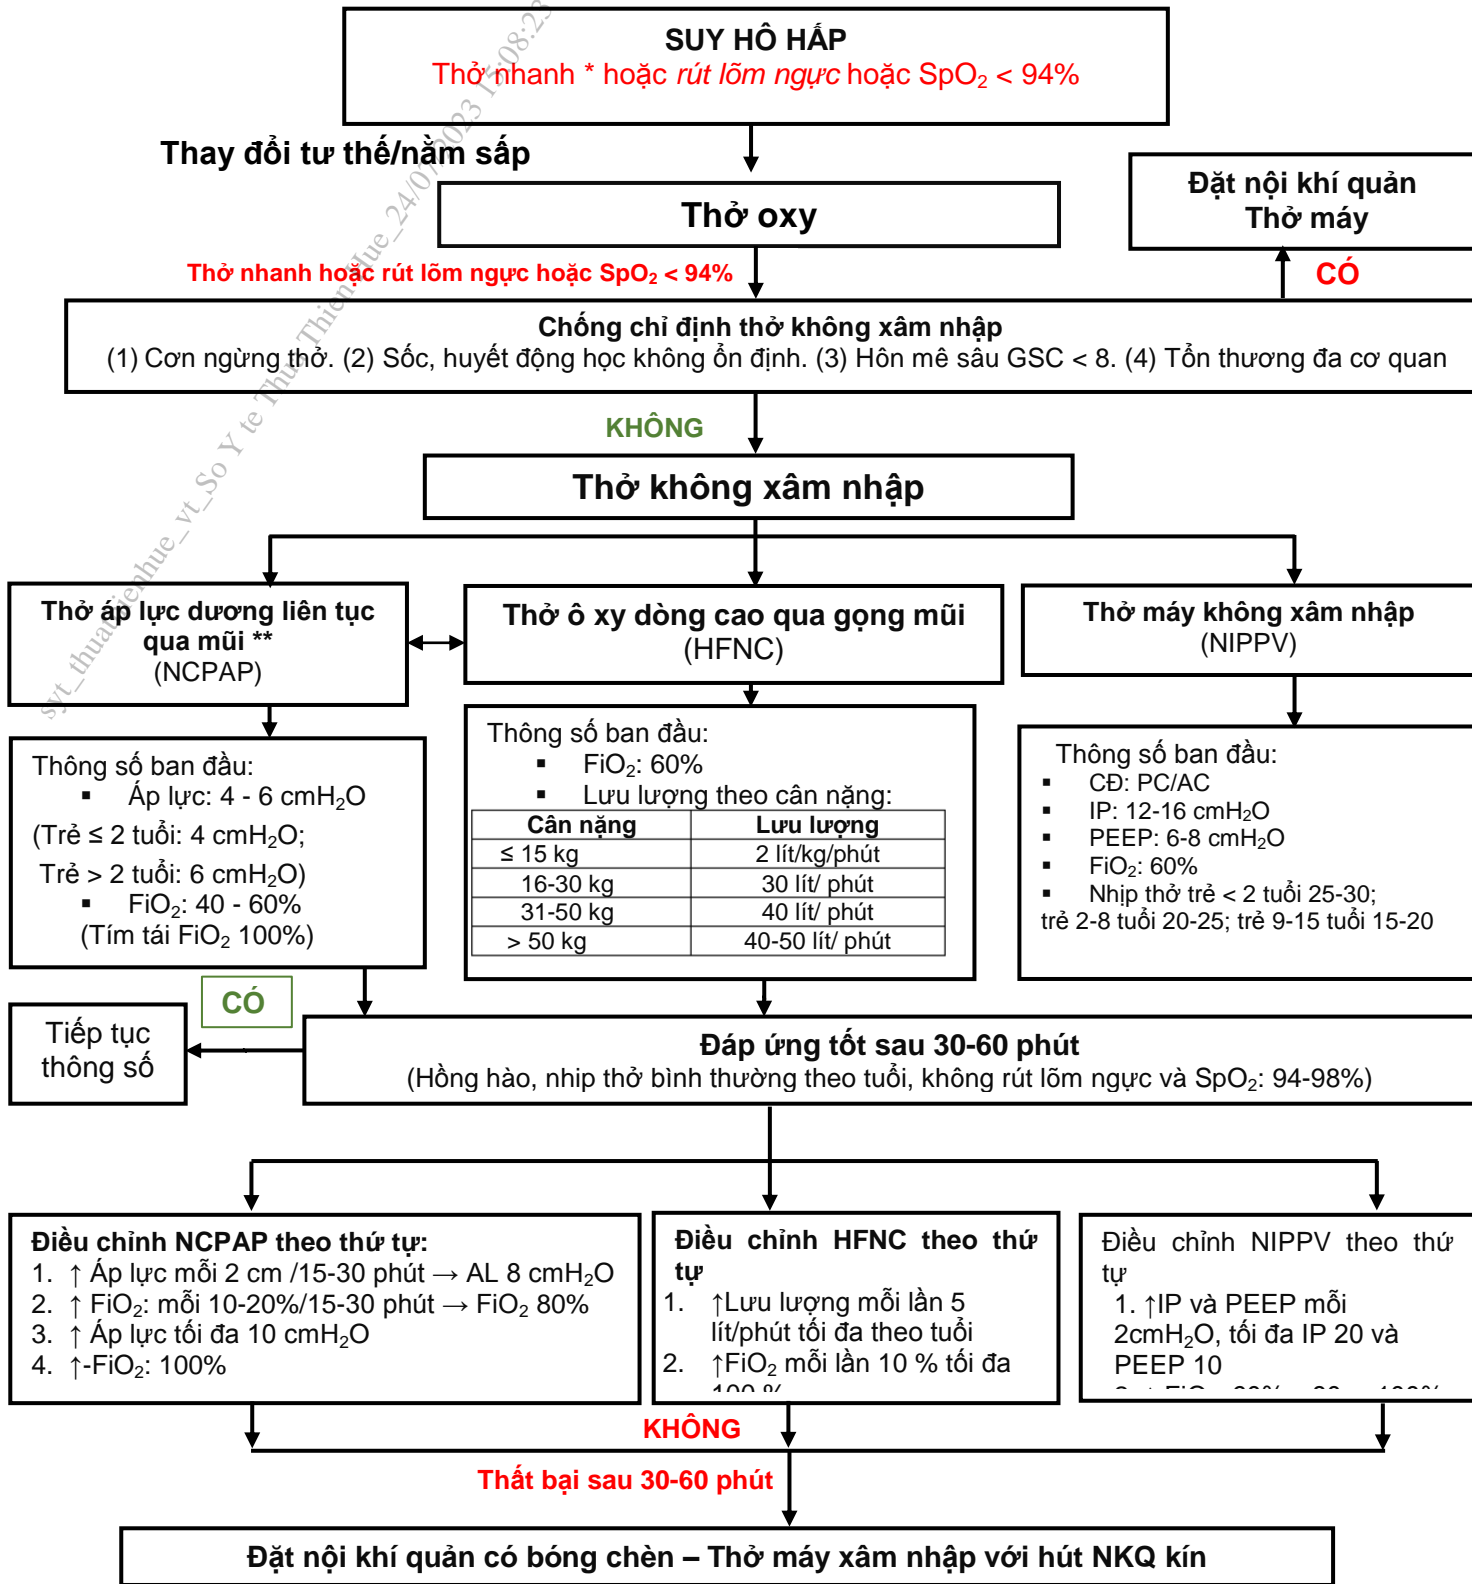 SUY HÔ HẤP
Thở nhanh * hoặc rút lõm ngực hoặc SpO₂ < 94%
Thay đổi tư thế/nằm sấp
Thở oxy
Đặt nội khí quản
Thở máy
Thở nhanh hoặc rút lõm ngực hoặc SpO₂ < 94%
CÓ
Chống chỉ định thở không xâm nhập
(1) Cơn ngừng thở. (2) Sốc, huyết động học không ổn định. (3) Hôn mê sâu GSC < 8. (4) Tổn thương đa cơ quan
KHÔNG
Thở không xâm nhập
Thở áp lực dương liên tục
qua mũi **
(NCPAP)
Thở ô xy dòng cao qua gọng mũi
(HFNC)
Thở máy không xâm nhập
(NIPPV)
Thông số ban đầu:
▪ Áp lực: 4 - 6 cmH₂O
(Trẻ ≤ 2 tuổi: 4 cmH₂O;
Trẻ > 2 tuổi: 6 cmH₂O)
▪ FiO₂: 40 - 60%
(Tím tái FiO₂ 100%)
Thông số ban đầu:
▪ FiO₂: 60%
▪ Lưu lượng theo cân nặng:
Cân nặng Lưu lượng
≤ 15 kg 2 lít/kg/phút
16-30 kg 30 lít/ phút
31-50 kg 40 lít/ phút
> 50 kg 40-50 lít/ phút
Thông số ban đầu:
▪ CĐ: PC/AC
▪ IP: 12-16 cmH₂O
▪ PEEP: 6-8 cmH₂O
▪ FiO₂: 60%
▪ Nhịp thở trẻ < 2 tuổi 25-30;
trẻ 2-8 tuổi 20-25; trẻ 9-15 tuổi 15-20
CÓ
Tiếp tục
thông số
Đáp ứng tốt sau 30-60 phút
(Hồng hào, nhip thở bình thường theo tuổi, không rút lõm ngực và SpO₂: 94-98%)
Điều chỉnh NCPAP theo thứ tự:
1. ↑ Áp lực mỗi 2 cm /15-30 phút → AL 8 cmH₂O
2. ↑ FiO₂: mỗi 10-20%/15-30 phút → FiO₂ 80%
3. ↑ Áp lực tối đa 10 cmH₂O
4. ↑-FiO₂: 100%
Điều chỉnh HFNC theo thứ
tự
1. ↑Lưu lượng mỗi lần 5
lít/phút tối đa theo tuổi
2. ↑FiO₂ mỗi lần 10 % tối đa
100 %
Điều chỉnh NIPPV theo thứ
tự
1. ↑IP và PEEP mỗi
2cmH₂O, tối đa IP 20 và
PEEP 10
KHÔNG
Thất bại sau 30-60 phút
Đặt nội khí quản có bóng chèn – Thở máy xâm nhập với hút NKQ kín